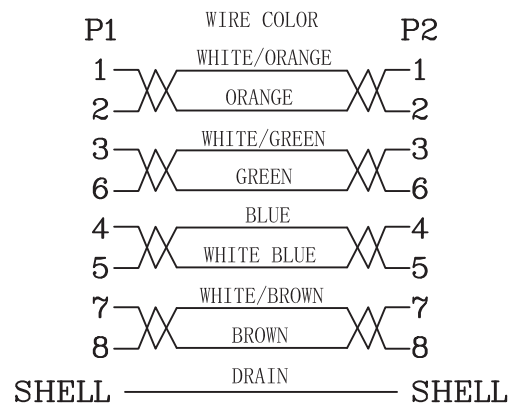 WIRE COLOR
P1 P2
WHITE/ORANGE
1 1
ORANGE
2 2
WHITE/GREEN
3 3
GREEN
6 6
BLUE
4 4
WHITE BLUE
5 5
WHITE/BROWN
7 7
BROWN
8 8
DRAIN
SHELL SHELL